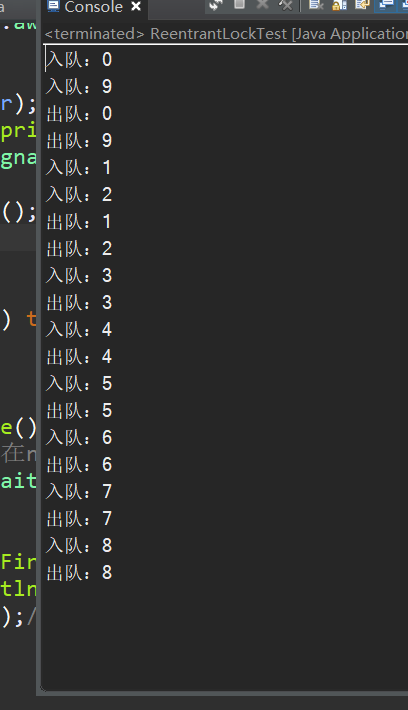 Console
<terminated> ReentrantLockTest [Java Application
入队：0
入队：9
出队：0
出队：9
入队：1
入队：2
出队：1
出队：2
入队：3
出队：3
入队：4
出队：4
入队：5
出队：5
入队：6
出队：6
入队：7
出队：7
入队：8
出队：8
.aw
r);
pri
gna
();
) t
e()
在n
ait
Fir
tln
);/